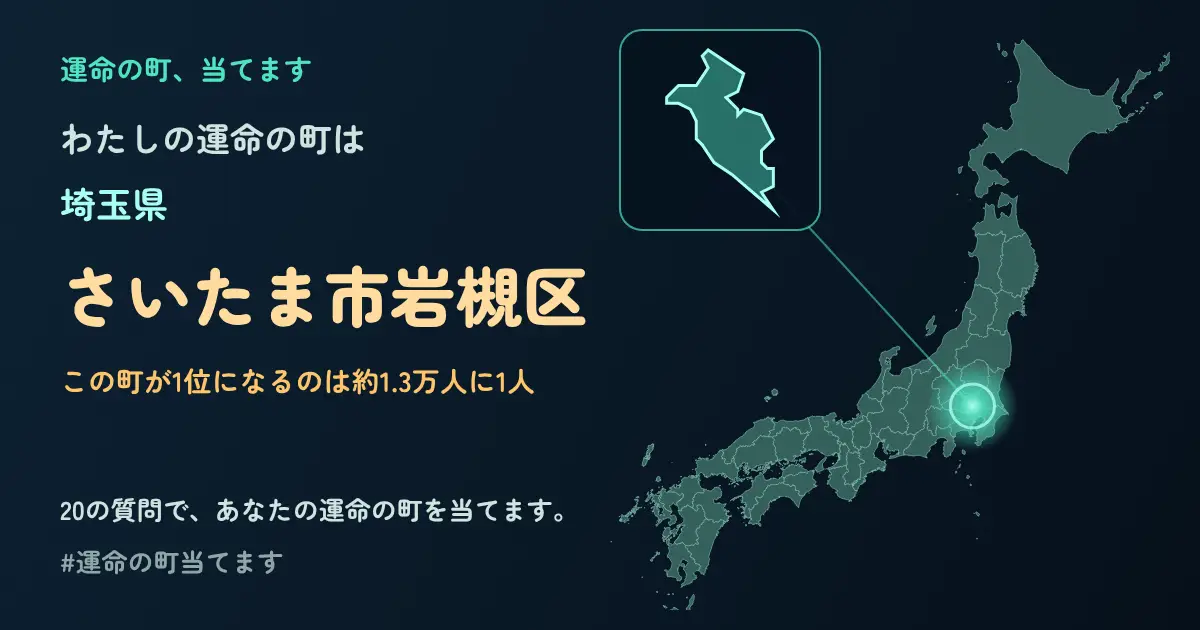 運命の町、当てます
わたしの運命の町は
埼玉県
さいたま市岩槻区
この町が1位になるのは約1.3万人に1人
20の質問で、あなたの運命の町を当てます。
#運命の町当てます